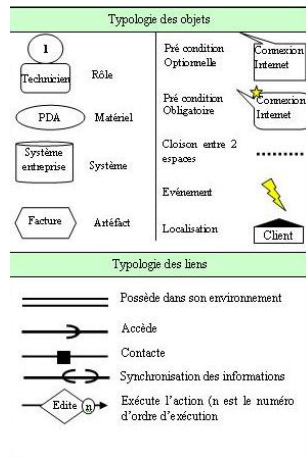 Typologie des objets
1
Technicien
Rôle
PDA
Matériel
Système
entreprise
Système
Facture
Artéfact
Pré condition
Optionnelle
Connexion
Internet
Pré condition
Obligatoire
Connexion
Internet
Cloison entre 2
espaces
Evénement
Localisation
Client
Typologie des liens
Possède dans son environnement
Accède
Contacte
Synchronisation des informations
Edite n
Exécute l'action (n est le numéro
d'ordre d'exécution